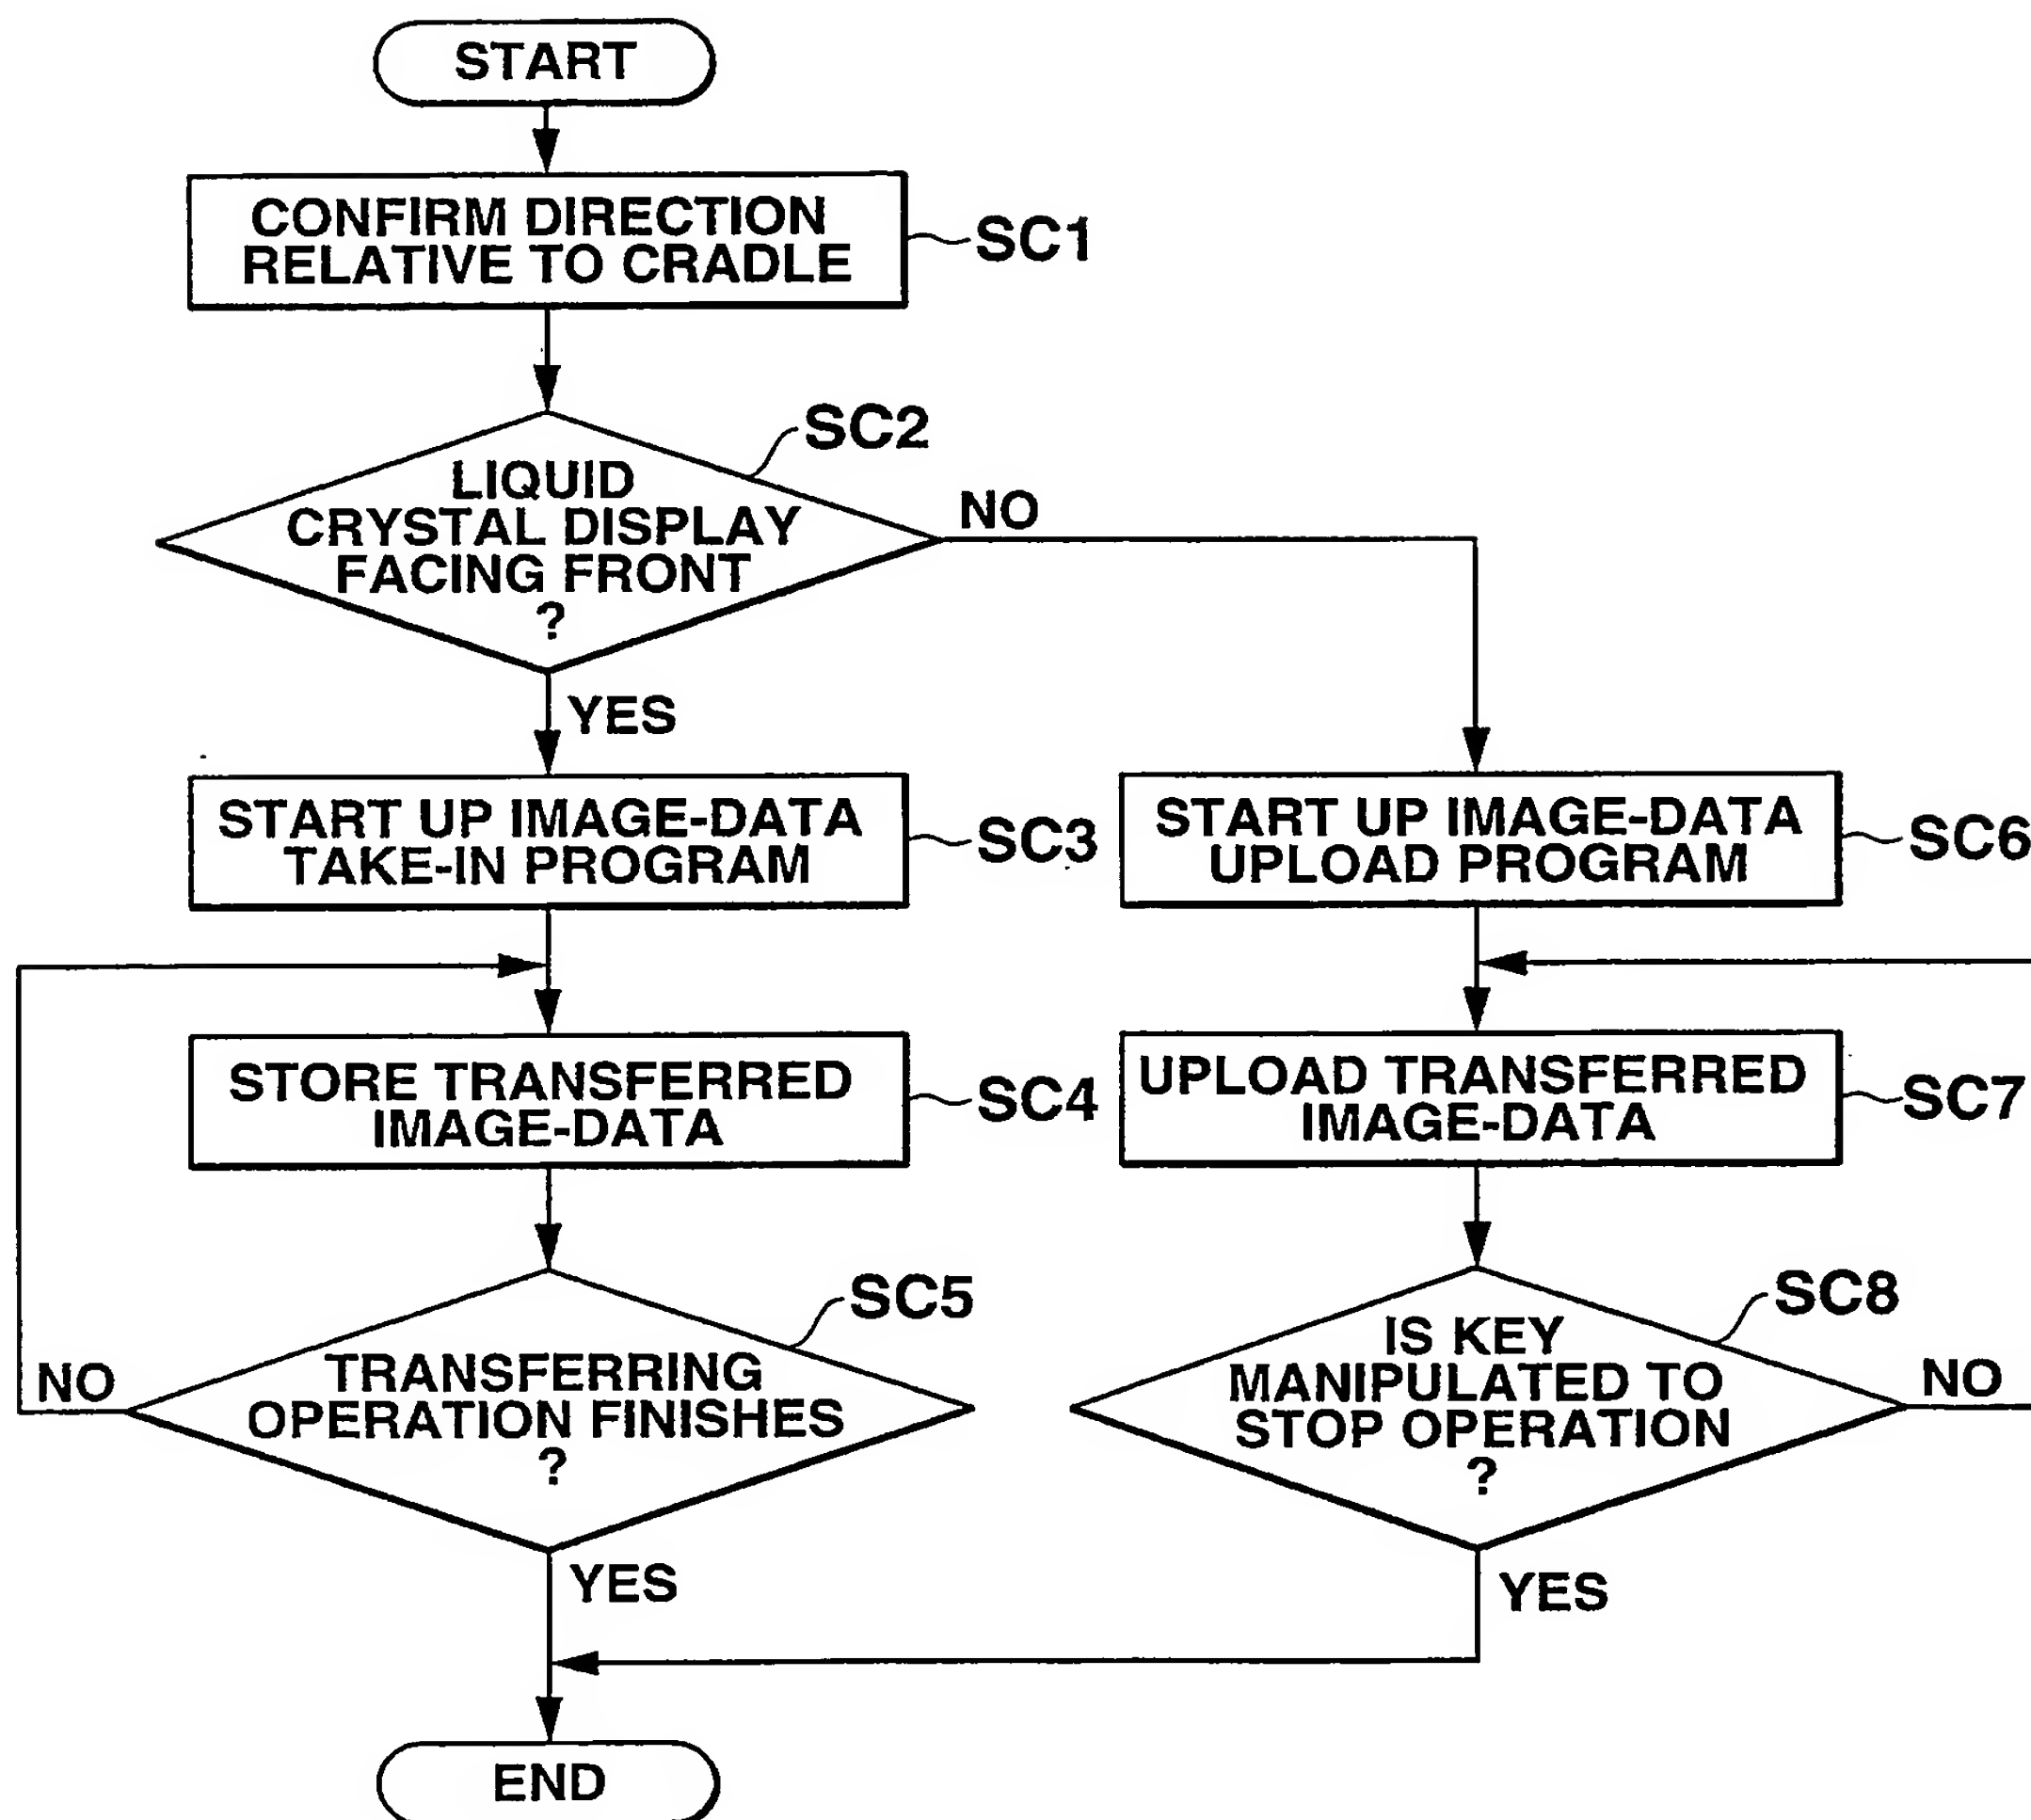 START
CONFIRM DIRECTION
RELATIVE TO CRADLE
SC1
SC2
LIQUID
CRYSTAL DISPLAY
FACING FRONT
?
NO
YES
START UP IMAGE-DATA
TAKE-IN PROGRAM
SC3
START UP IMAGE-DATA
UPLOAD PROGRAM
SC6
STORE TRANSFERRED
IMAGE-DATA
SC4
UPLOAD TRANSFERRED
IMAGE-DATA
SC7
SC5
TRANSFERRING
OPERATION FINISHES
?
NO
YES
SC8
IS KEY
MANIPULATED TO
STOP OPERATION
?
NO
YES
END